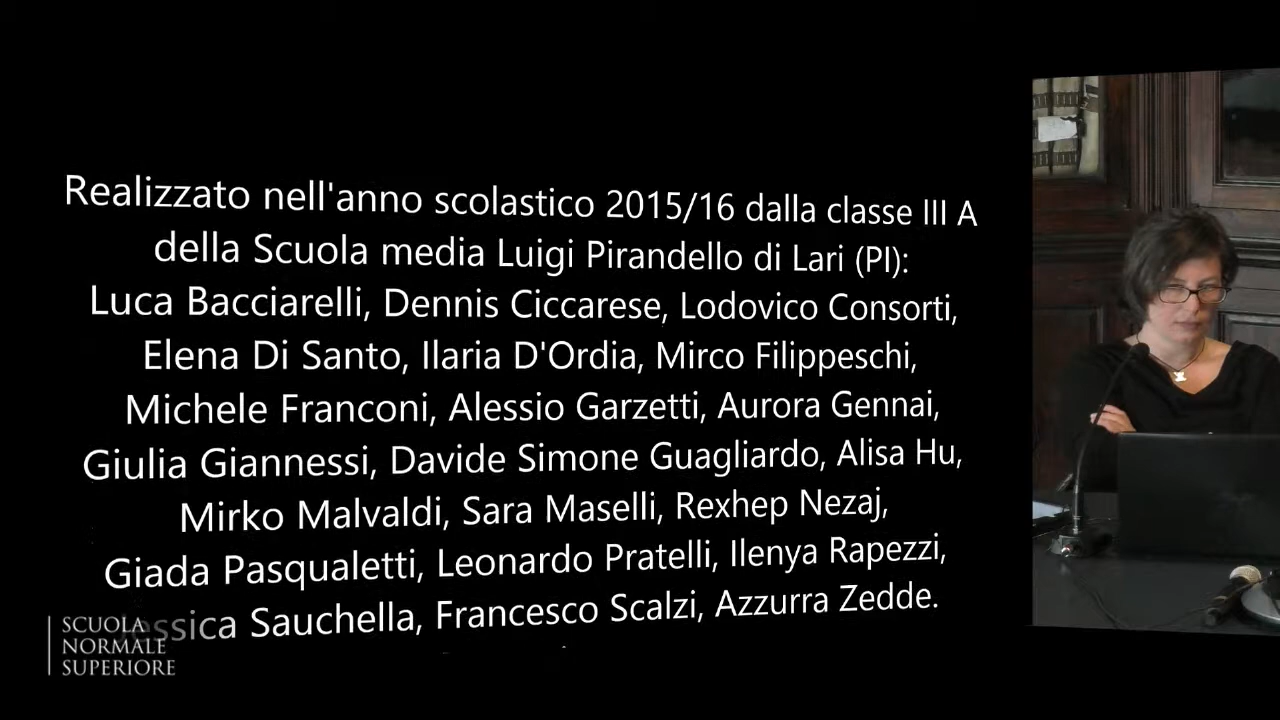 Realizzato nell'anno scolastico 2015/16 dalla classe III A
della Scuola media Luigi Pirandello di Lari (PI):
Luca Bacciarelli, Dennis Ciccarese, Lodovico Consorti,
Elena Di Santo, Ilaria D'Ordia, Mirco Filippeschi,
Michele Franconi, Alessio Garzetti, Aurora Gennai,
Giulia Giannessi, Davide Simone Guagliardo, Alisa Hu,
Mirko Malvaldi, Sara Maselli, Rexhep Nezaj,
Giada Pasqualetti, Leonardo Pratelli, Ilenya Rapezzi,
Jessica Sauchella, Francesco Scalzi, Azzurra Zedde.
SCUOLA
NORMALE
SUPERIORE